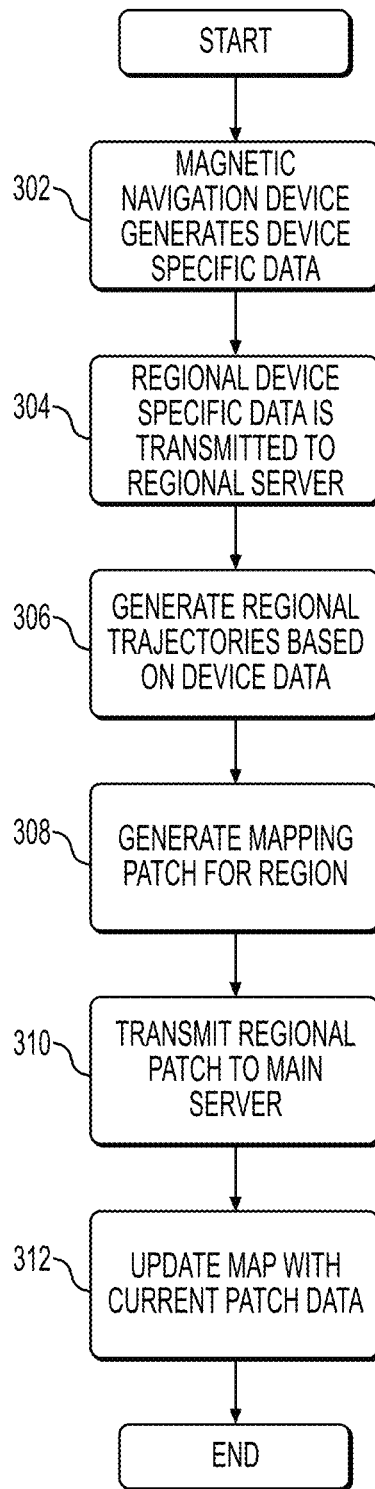 START
302
MAGNETIC
NAVIGATION DEVICE
GENERATES DEVICE
SPECIFIC DATA
304
REGIONAL DEVICE
SPECIFIC DATA IS
TRANSMITTED TO
REGIONAL SERVER
306
GENERATE REGIONAL
TRAJECTORIES BASED
ON DEVICE DATA
308
GENERATE MAPPING
PATCH FOR REGION
310
TRANSMIT REGIONAL
PATCH TO MAIN
SERVER
312
UPDATE MAP WITH
CURRENT PATCH DATA
END